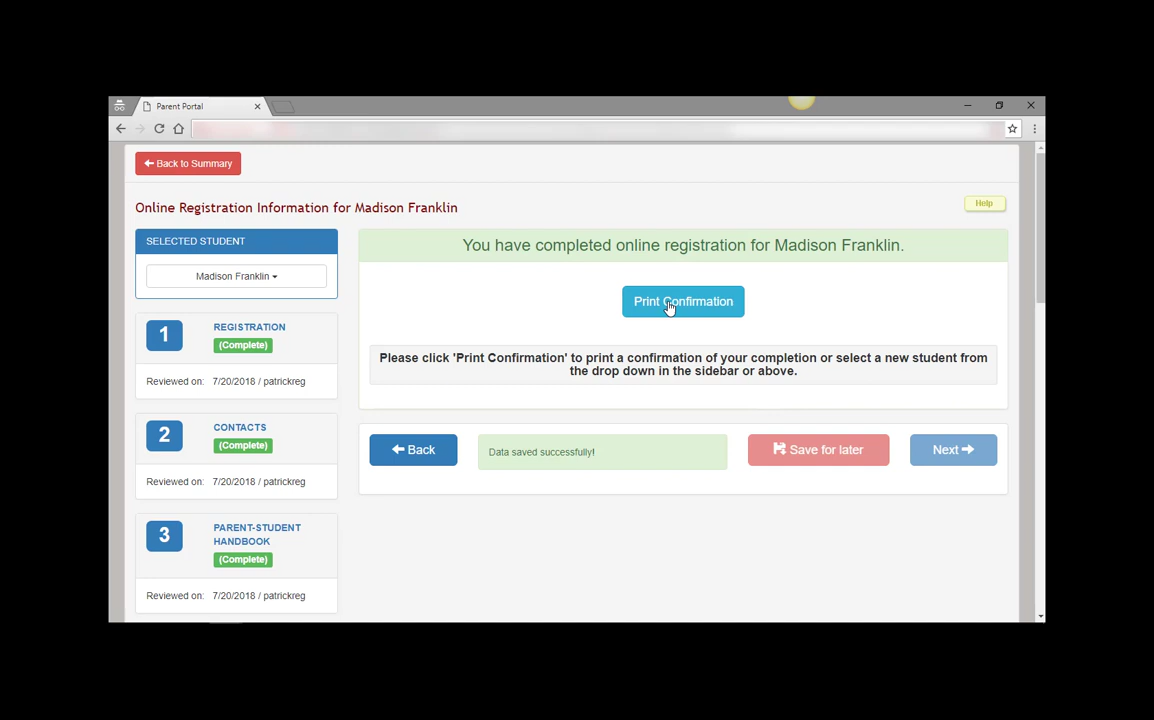 Parent Portal
Back to Summary
Online Registration Information for Madison Franklin
Help
SELECTED STUDENT
Madison Franklin
1
REGISTRATION
(Complete)
Reviewed on: 7/20/2018 / patrickreg
2
CONTACTS
(Complete)
Reviewed on: 7/20/2018 / patrickreg
3
PARENT-STUDENT
HANDBOOK
(Complete)
Reviewed on: 7/20/2018 / patrickreg
You have completed online registration for Madison Franklin.
Print Confirmation
Please click 'Print Confirmation' to print a confirmation of your completion or select a new student from
the drop down in the sidebar or above.
Back
Data saved successfully!
Save for later
Next